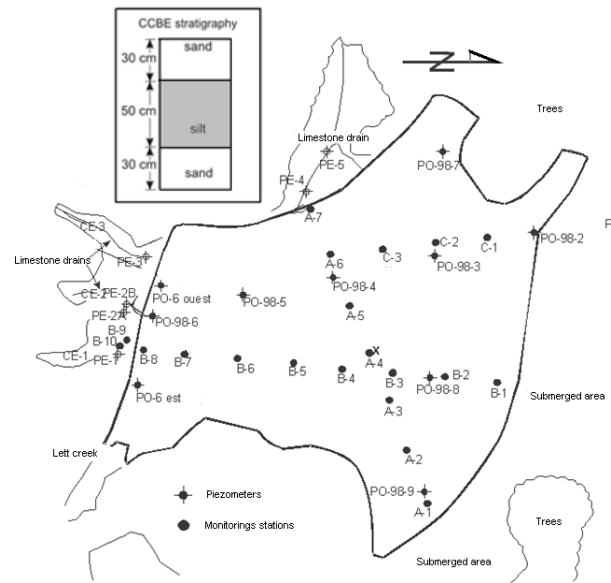 CCBE stratigraphy
30 cm
sand
50 cm
silt
30 cm
sand
N
Trees
Limestone drain
PE-5
PE-4
A-7
PO-98-7
CE-3
Limestone drains
PE-3
A-6
C-3
C-2
C-1
PO-98-2
PO-98-3
PO-98-4
CE-2
PE-2B
PO-6 ouest
PO-98-5
A-5
PE-2A
PO-98-6
B-9
B-10
CE-1
PE-1
B-8
B-7
B-6
B-5
B-4
A-4
X
B-3
PO-98-8
B-2
B-1
PO-6 est
A-3
Submerged area
Lett creek
A-2
PO-98-9
A-1
Piezometers
Monitorings stations
Trees
Submerged area